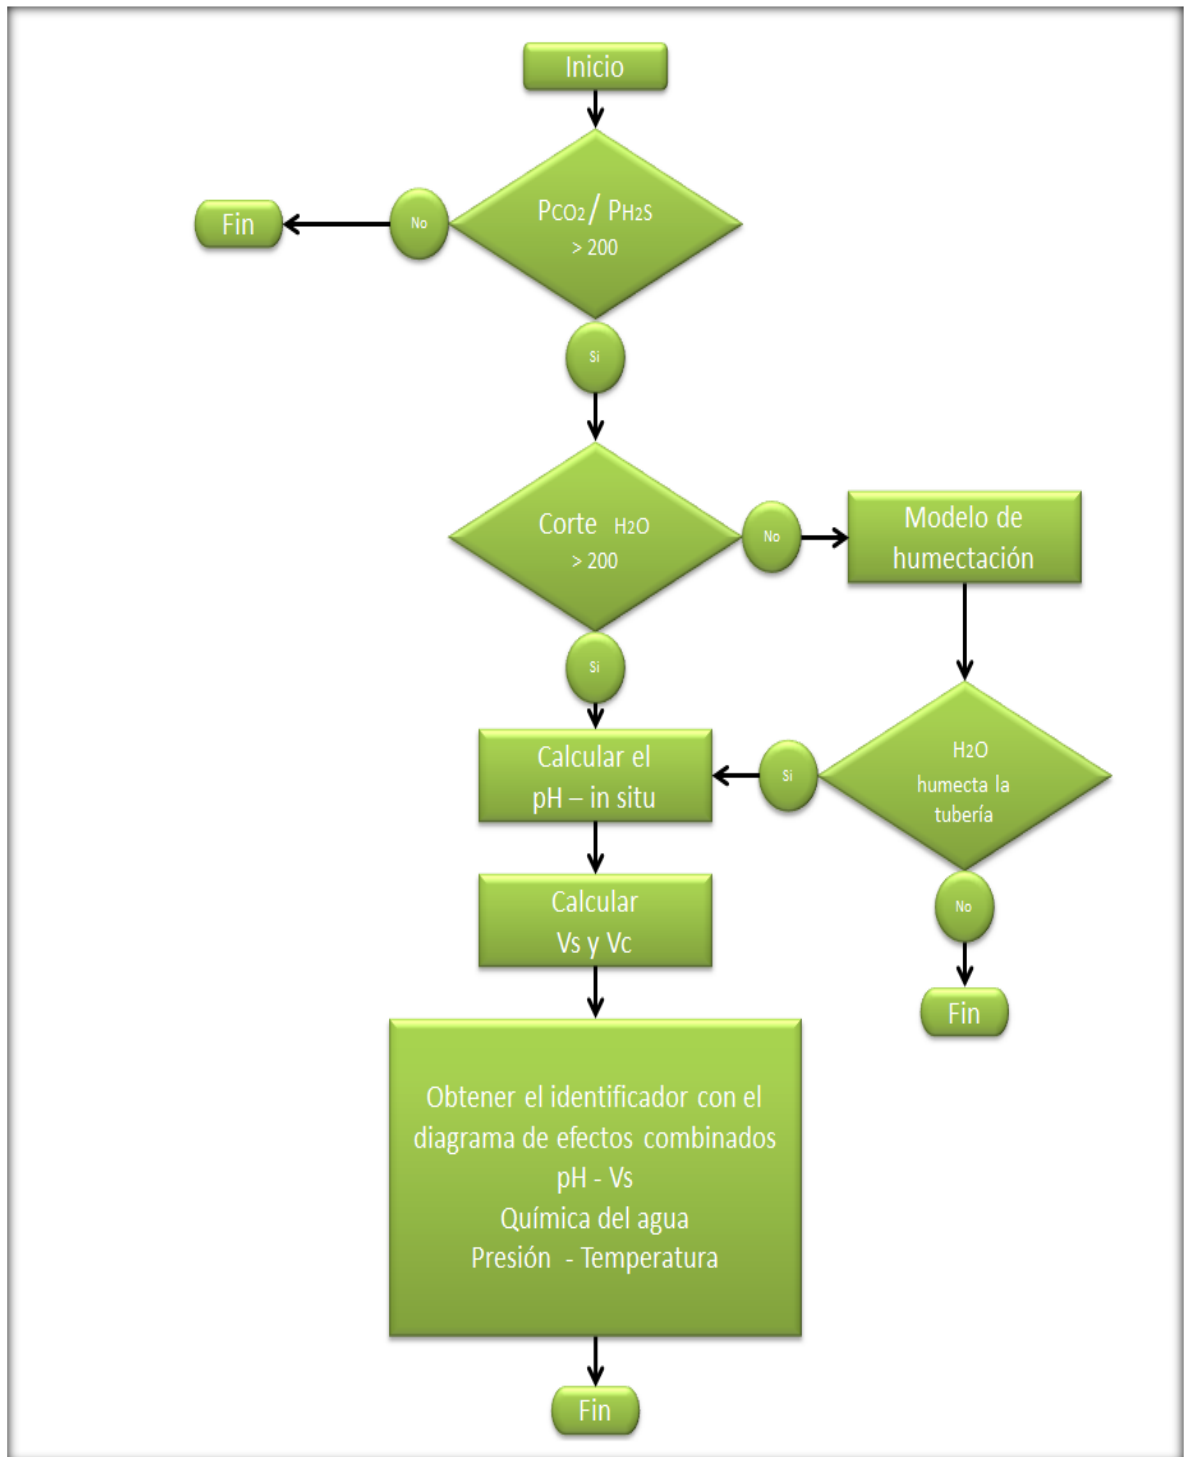 Inicio
PCO2 / PH2S
> 200
No
Fin
Si
Corte H2O
> 200
No
Modelo de
humectación
Si
Calcular el
pH – in situ
Si
H2O
humecta la
tubería
Calcular
Vs y Vc
No
Fin
Obtener el identificador con el
diagrama de efectos combinados
pH - Vs
Química del agua
Presión - Temperatura
Fin